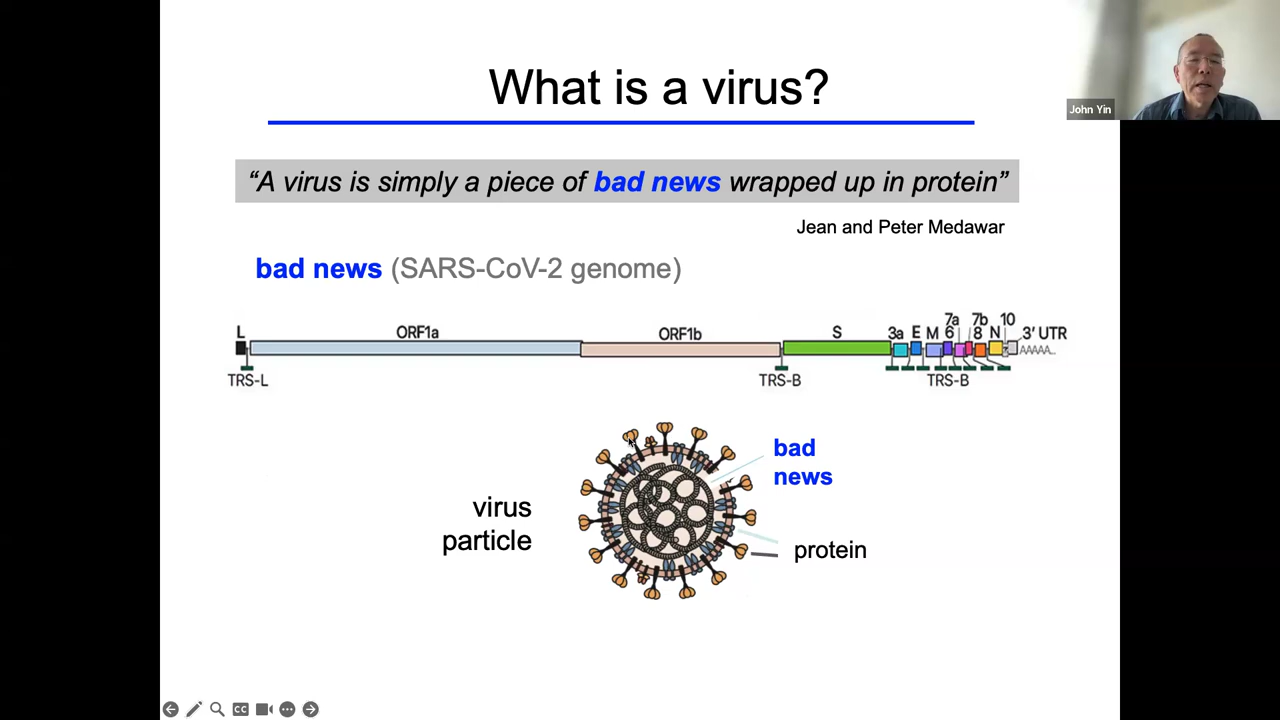 What is a virus?
John Yin
“A virus is simply a piece of bad news wrapped up in protein”
Jean and Peter Medawar
bad news (SARS-CoV-2 genome)
7a 7b 10
L ORF1a ORF1b S 3a E M 6 8 N 3′ UTR
AAAAA..
TRS-L TRS-B TRS-B
bad
news
virus
particle
protein
CC